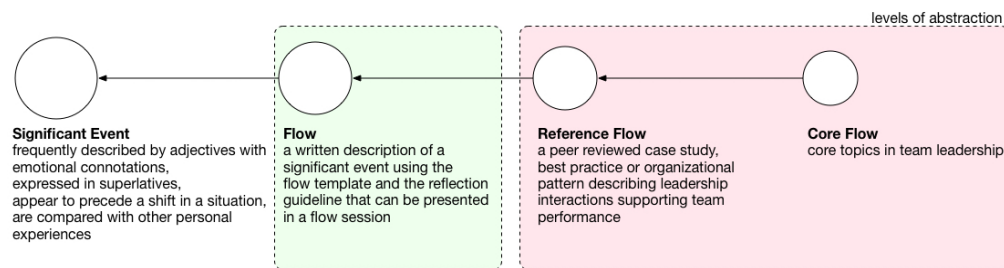 levels of abstraction
Significant Event
frequently described by adjectives with
emotional connotations,
expressed in superlatives,
appear to precede a shift in a situation,
are compared with other personal
experiences
Flow
a written description of a
significant event using the
flow template and the reflection
guideline that can be presented
in a flow session
Reference Flow
a peer reviewed case study,
best practice or organizational
pattern describing leadership
interactions supporting team
performance
Core Flow
core topics in team leadership